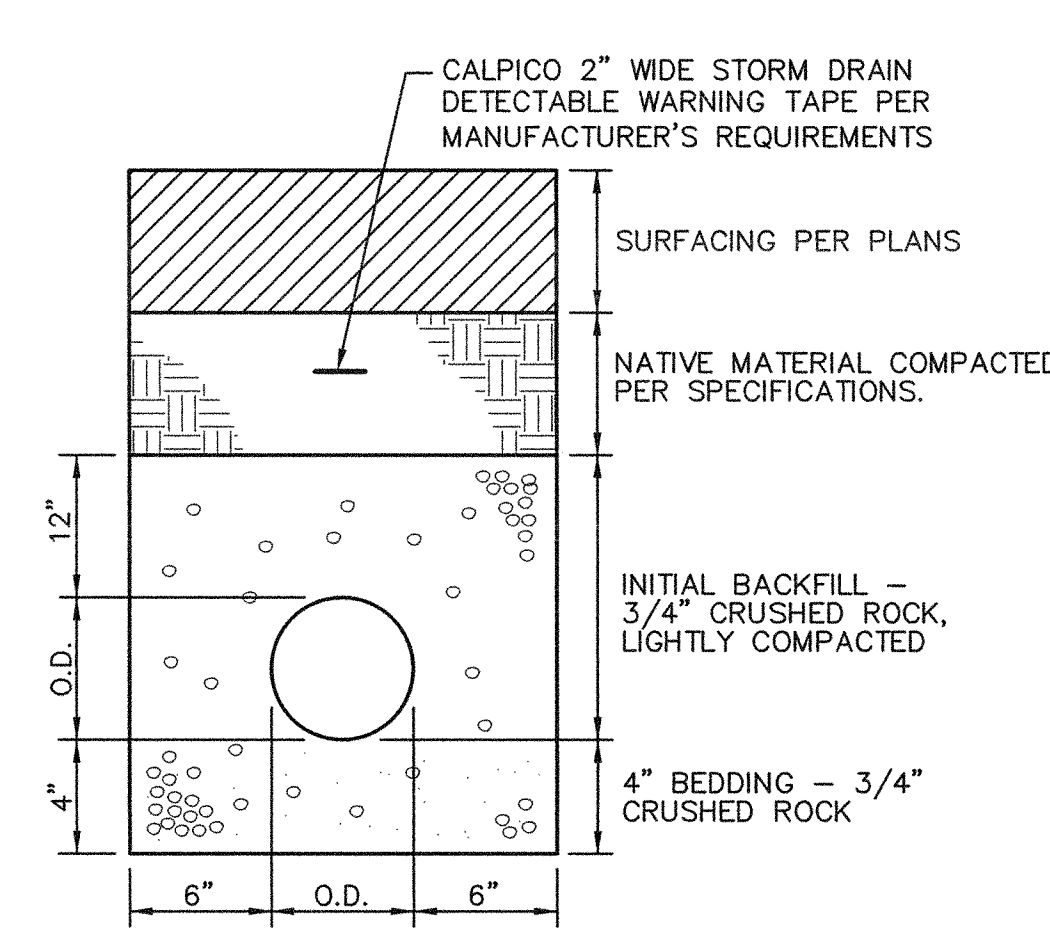 CALPICO 2" WIDE STORM DRAIN
DETECTABLE WARNING TAPE PER
MANUFACTURER'S REQUIREMENTS
SURFACING PER PLANS
NATIVE MATERIAL COMPACTED
PER SPECIFICATIONS.
12"
INITIAL BACKFILL –
3/4" CRUSHED ROCK,
LIGHTLY COMPACTED
O.D.
4" BEDDING – 3/4"
CRUSHED ROCK
4"
6"
O.D.
6"